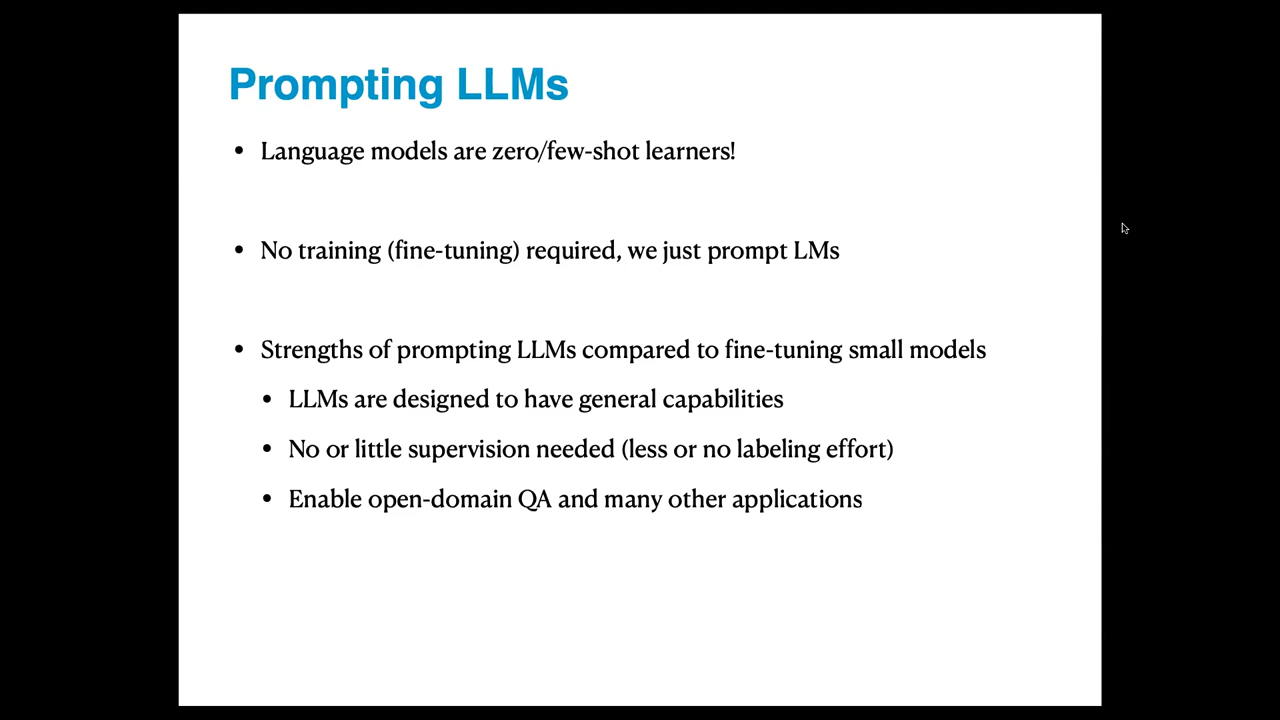 Prompting LLMs
• Language models are zero/few-shot learners!
• No training (fine-tuning) required, we just prompt LMs
• Strengths of prompting LLMs compared to fine-tuning small models
• LLMs are designed to have general capabilities
• No or little supervision needed (less or no labeling effort)
• Enable open-domain QA and many other applications